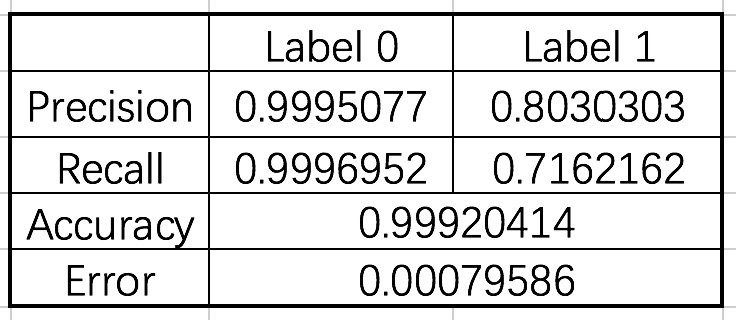 Label 0 Label 1
Precision 0.9995077 0.8030303
Recall 0.9996952 0.7162162
Accuracy 0.99920414
Error 0.00079586